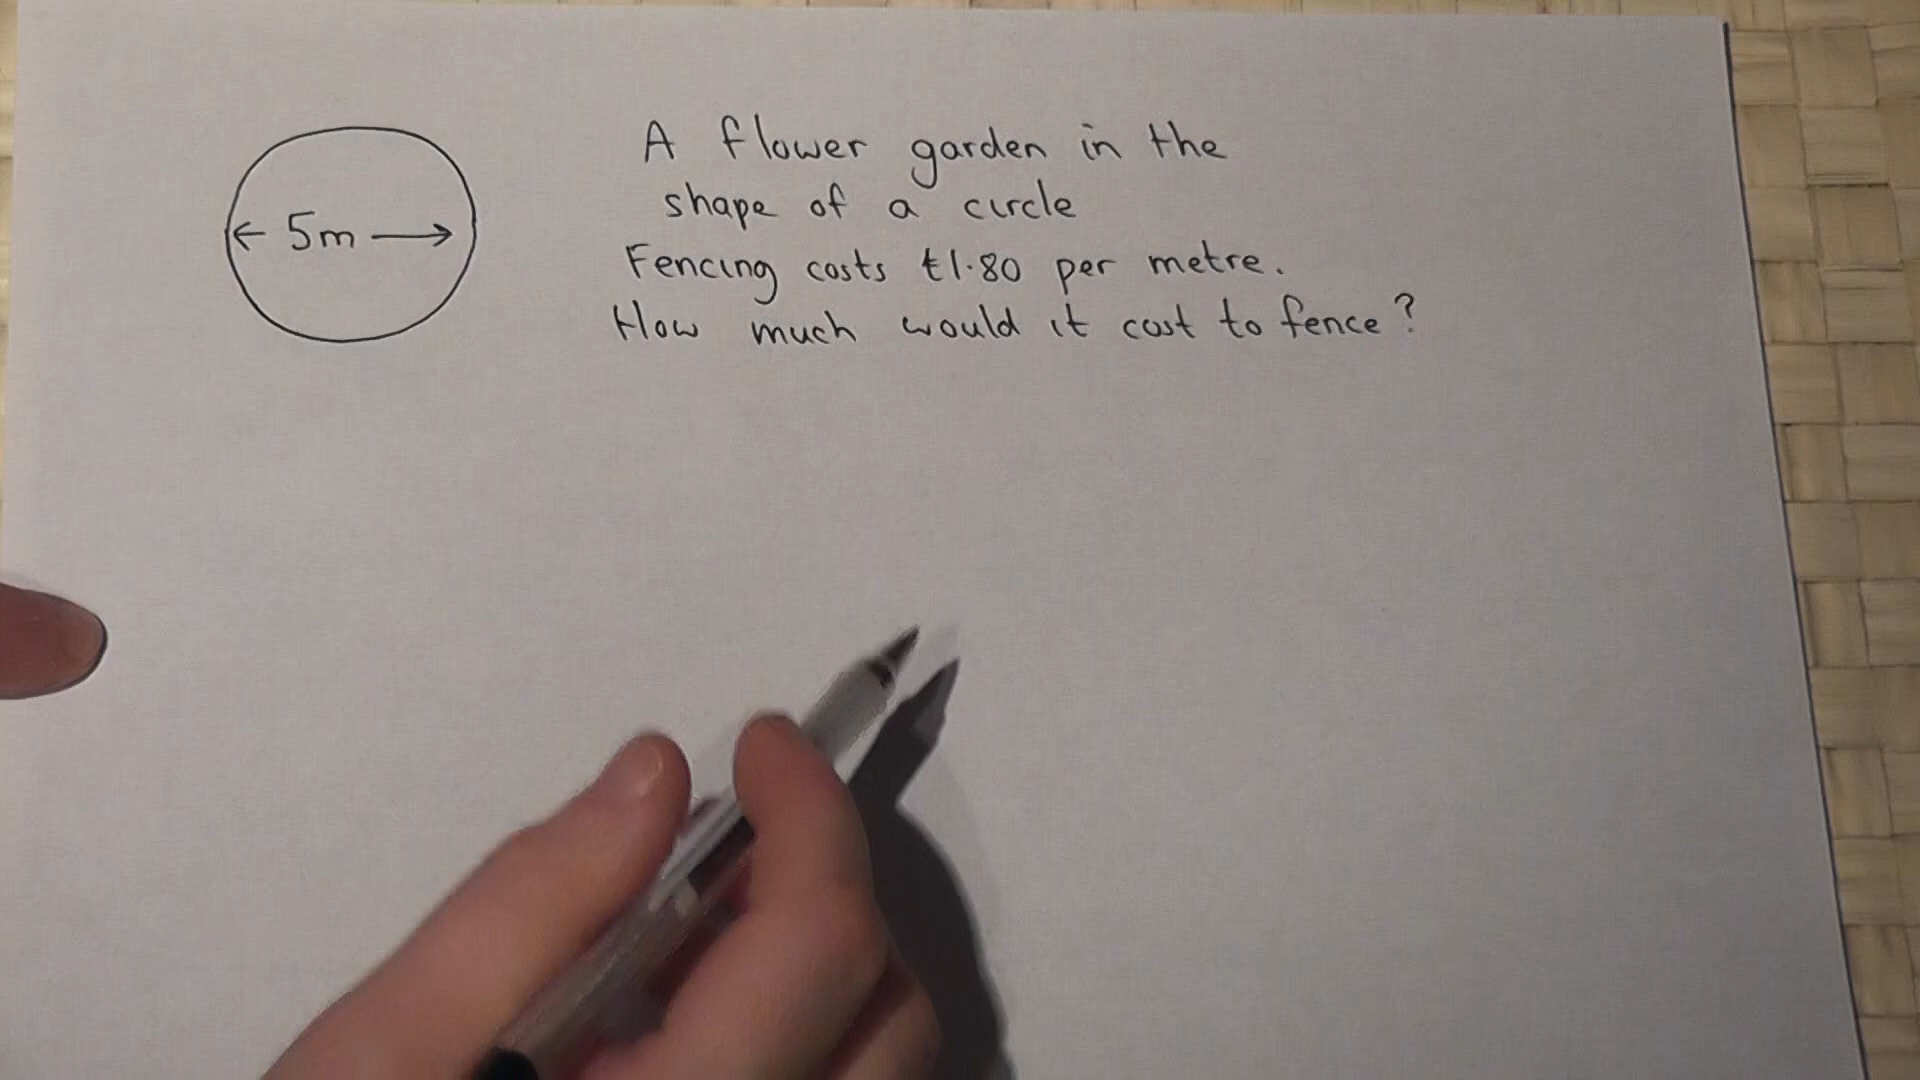 A flower garden in the
shape of a circle
Fencing costs £1.80 per metre.
How much would it cost to fence?
5m